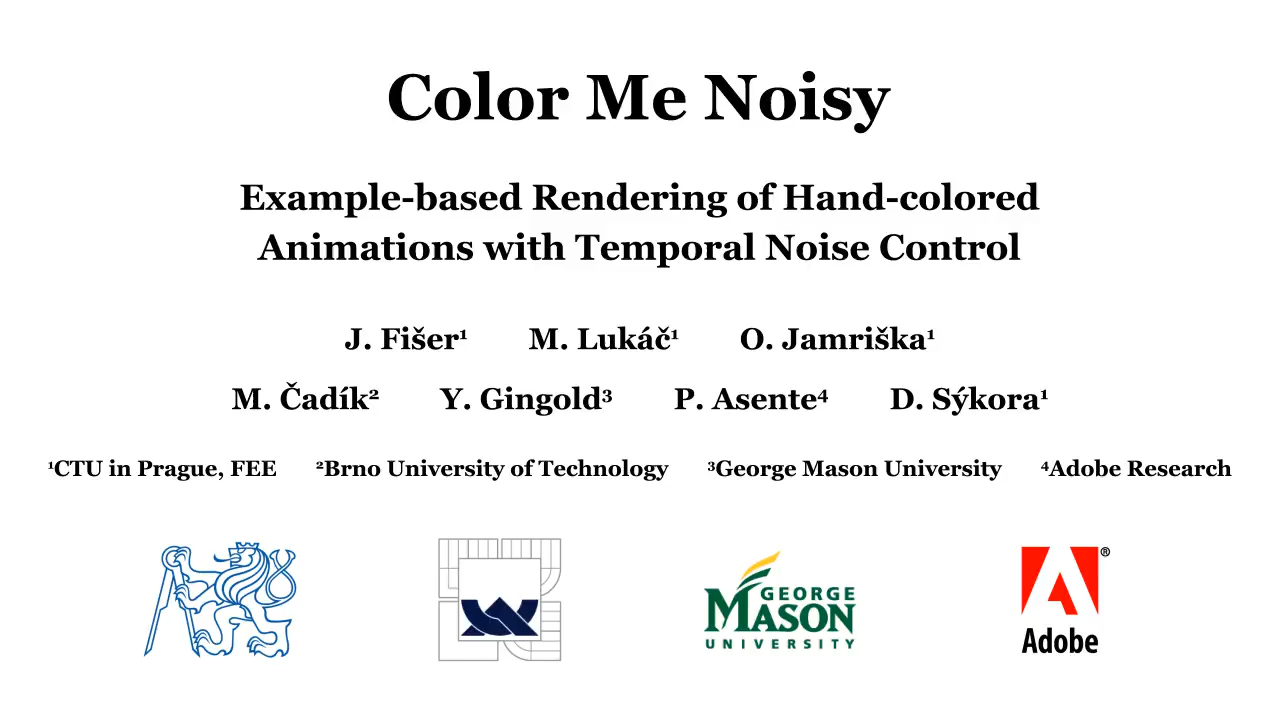 Color Me Noisy
Example-based Rendering of Hand-colored
Animations with Temporal Noise Control
J. Fišer¹ M. Lukáč¹ O. Jamriška¹
M. Čadík² Y. Gingold³ P. Asente⁴ D. Sýkora¹
¹CTU in Prague, FEE ²Brno University of Technology ³George Mason University ⁴Adobe Research
GEORGE
MASON
UNIVERSITY
®
Adobe